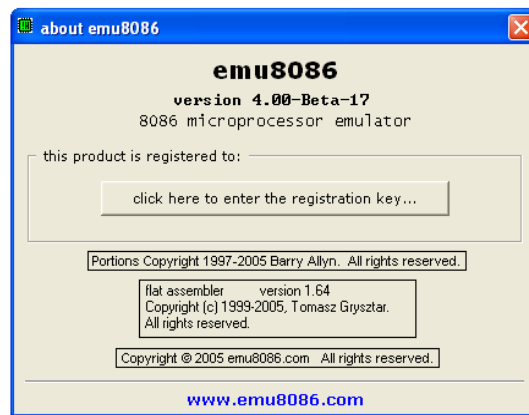 about emu8086
emu8086
version 4.00-Beta-17
8086 microprocessor emulator
this product is registered to:
click here to enter the registration key...
Portions Copyright 1997-2005 Barry Allyn. All rights reserved.
flat assembler version 1.64
Copyright (c) 1999-2005, Tomasz Grysztar.
All rights reserved.
Copyright © 2005 emu8086.com All rights reserved.
www.emu8086.com